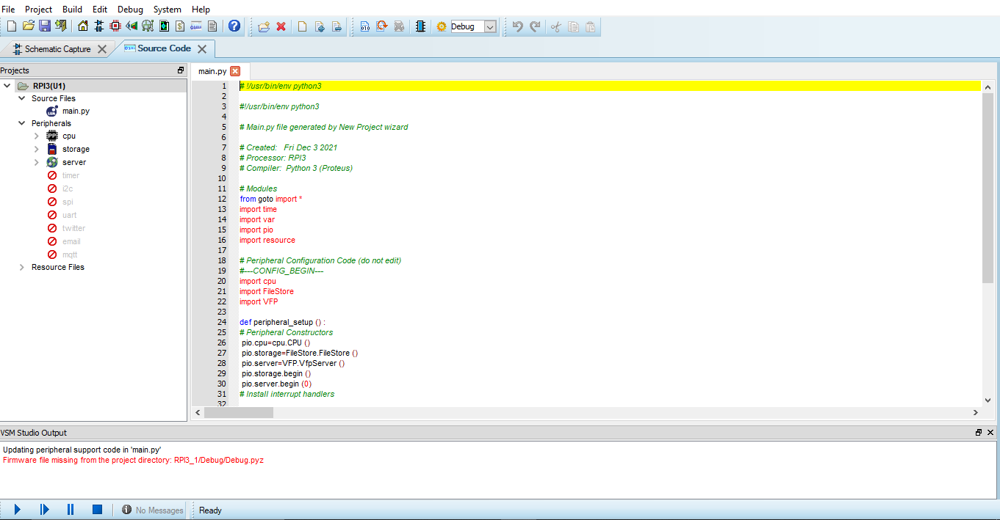 File Project Build Edit Debug System Help
Debug
Schematic Capture Source Code
Projects
RPI3(U1)
Source Files
main.py
Peripherals
cpu
storage
server
timer
i2c
spi
uart
twitter
email
mqtt
Resource Files
main.py
1 # !/usr/bin/env python3
2
3 #!/usr/bin/env python3
4
5 # Main.py file generated by New Project wizard
6
7 # Created: Fri Dec 3 2021
8 # Processor: RPI3
9 # Compiler: Python 3 (Proteus)
10
11 # Modules
12 from goto import *
13 import time
14 import var
15 import pio
16 import resource
17
18 # Peripheral Configuration Code (do not edit)
19 #---CONFIG_BEGIN---
20 import cpu
21 import FileStore
22 import VFP
23
24 def peripheral_setup () :
25 # Peripheral Constructors
26 pio.cpu=cpu.CPU ()
27 pio.storage=FileStore.FileStore ()
28 pio.server=VFP.VfpServer ()
29 pio.storage.begin ()
30 pio.server.begin (0)
31 # Install interrupt handlers
32
VSM Studio Output
Updating peripheral support code in 'main.py'
Firmware file missing from the project directory: RPI3_1/Debug/Debug.pyz
No Messages Ready